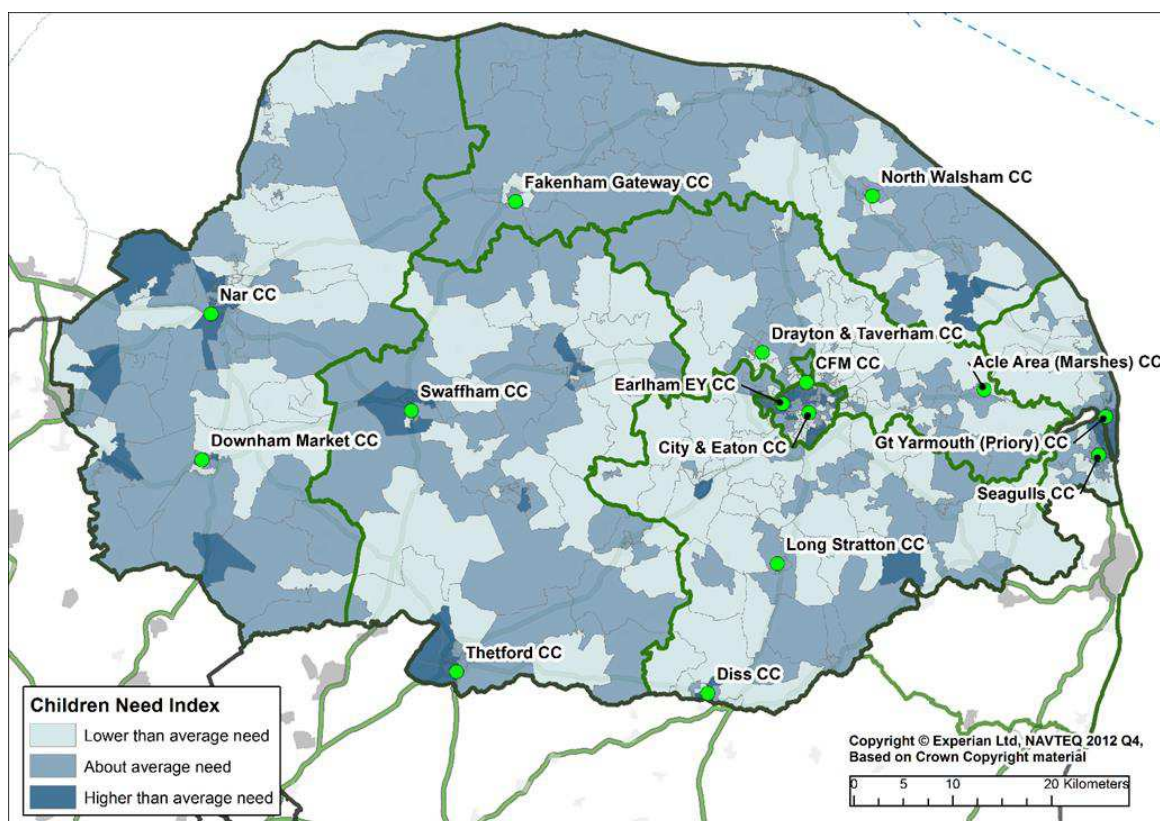 Fakenham Gateway CC
North Walsham CC
Nar CC
Drayton & Taverham CC
CFM CC
Acle Area (Marshes) CC
Earlham EY CC
Swaffham CC
City & Eaton CC
Gt Yarmouth (Priory) CC
Downham Market CC
Seagulls CC
Long Stratton CC
Thetford CC
Diss CC
Children Need Index
Lower than average need
About average need
Higher than average need
Copyright © Experian Ltd, NAVTEQ 2012 Q4,
Based on Crown Copyright material
0 5 10 20 Kilometers